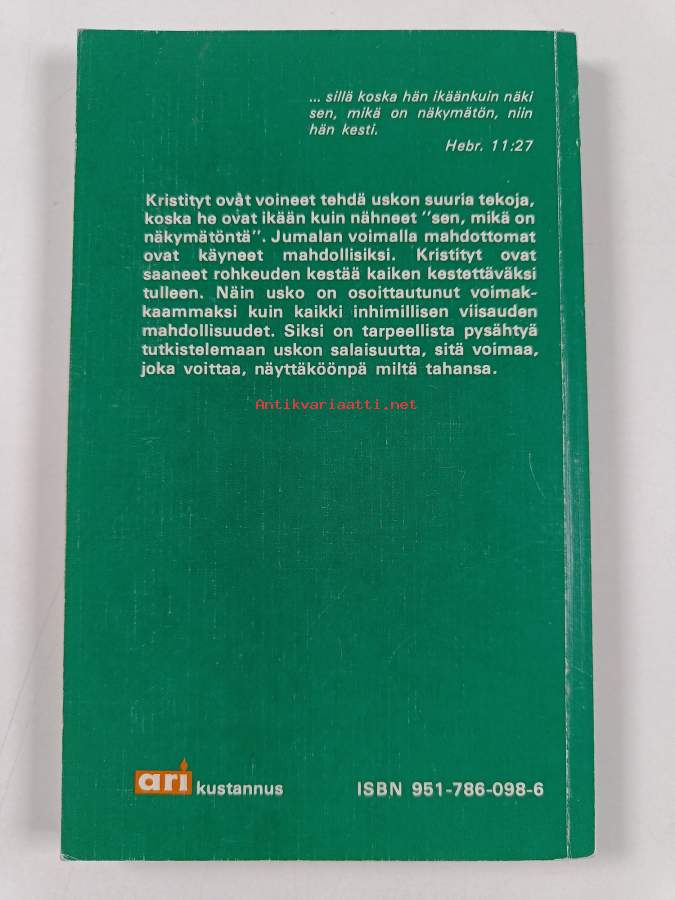 ... sillä koska hän ikäänkuin näki
sen, mikä on näkymätön, niin
hän kesti.
Hebr. 11:27
Kristityt ovat voineet tehdä uskon suuria tekoja,
koska he ovat ikään kuin nähneet "sen, mikä on
näkymätöntä". Jumalan voimalla mahdottomat
ovat käyneet mahdollisiksi. Kristityt ovat
saaneet rohkeuden kestää kaiken kestettäväksi
tulleen. Näin usko on osoittautunut voimak-
kaammaksi kuin kaikki inhimillisen viisauden
mahdollisuudet. Siksi on tarpeellista pysähtyä
tutkistelemaan uskon salaisuutta, sitä voimaa,
joka voittaa, näyttäköönpä miltä tahansa.
Antikvariaatti.net
ari kustannus
ISBN 951-786-098-6